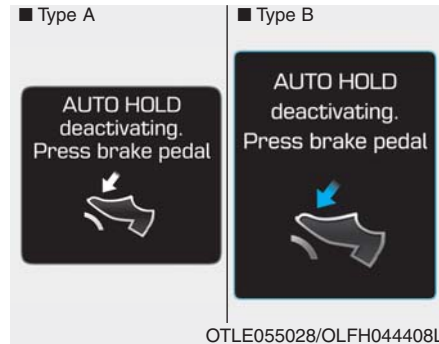 ■ Type A
AUTO HOLD
deactivating.
Press brake pedal
■ Type B
AUTO HOLD
deactivating.
Press brake pedal
OTLE055028/OLFH044408L